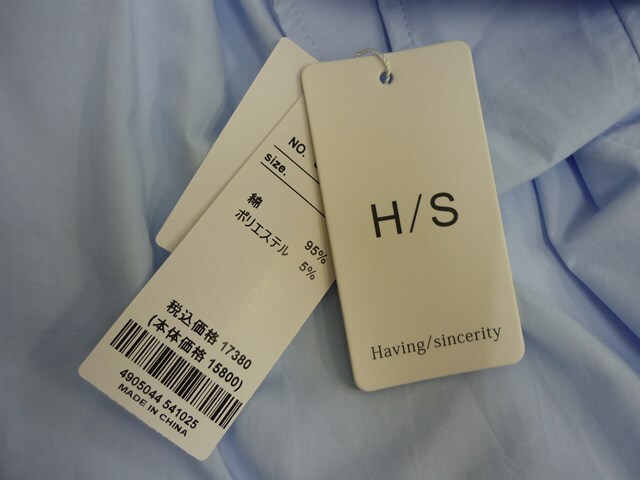 NO.
size.
綿 95%
ポリエステル 5%
税込価格 17380
(本体価格 15800)
4905044 541025
MADE IN CHINA
H/S
Having/sincerity